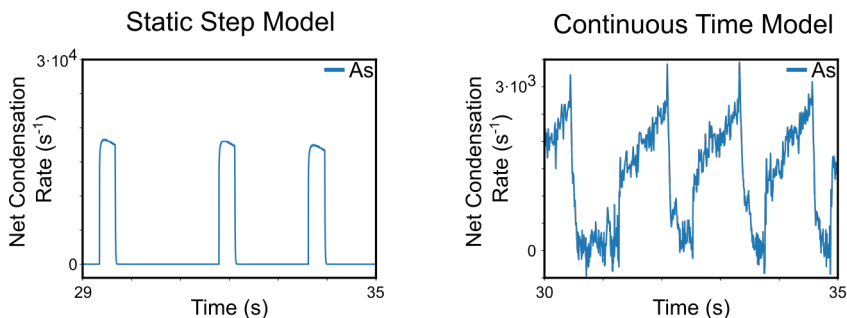 Static Step Model
Net Condensation
Rate (s⁻¹)
3·10⁴
0
As
29
35
Time (s)
Continuous Time Model
Net Condensation
Rate (s⁻¹)
3·10³
0
As
30
35
Time (s)